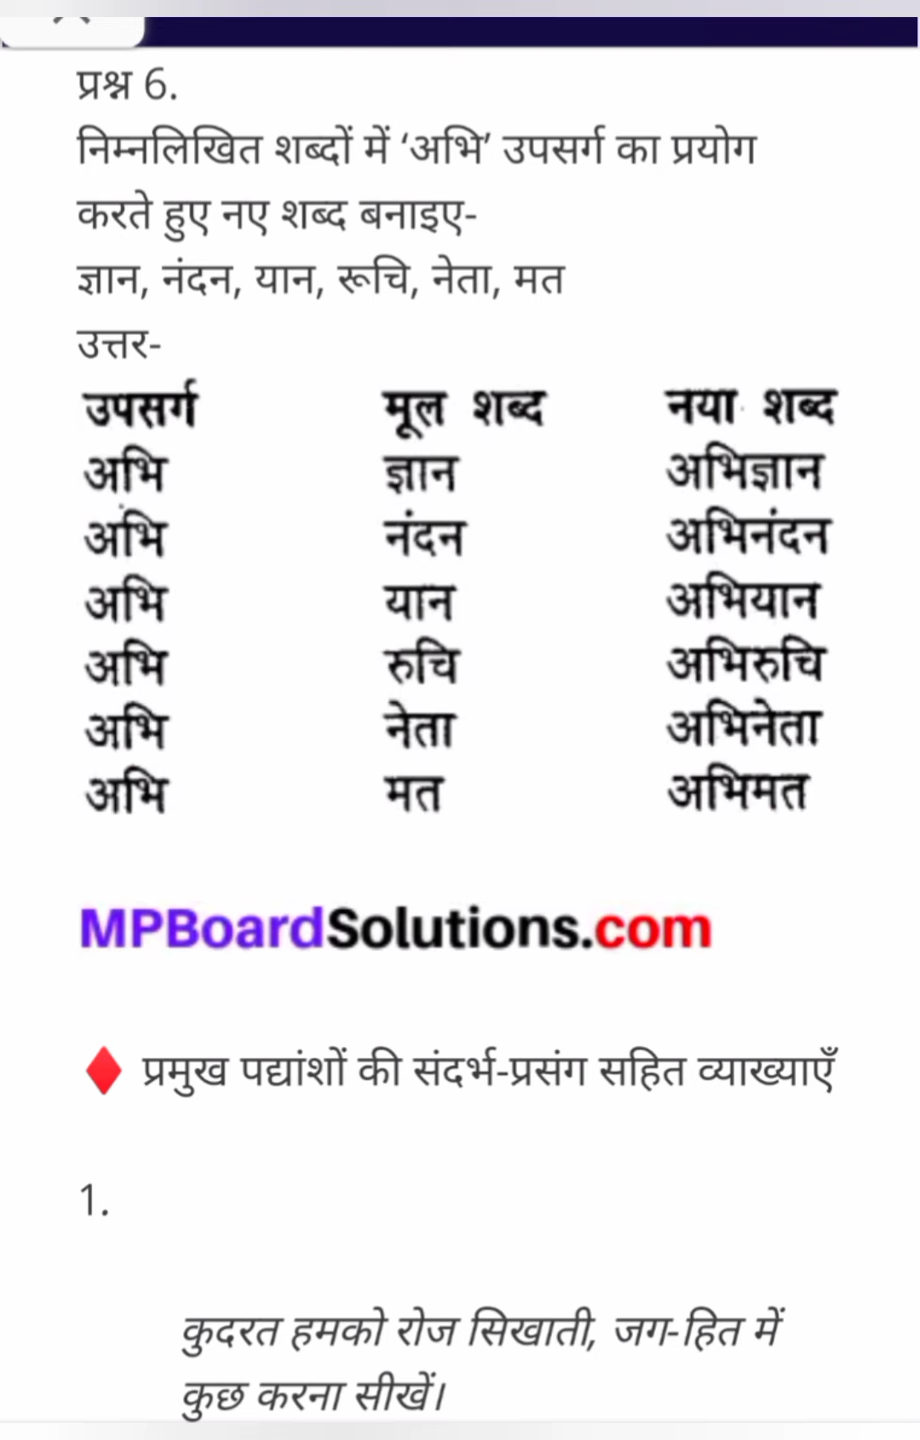 प्रश्न 6.
निम्नलिखित शब्दों में ‘अभि’ उपसर्ग का प्रयोग
करते हुए नए शब्द बनाइए-
ज्ञान, नंदन, यान, रूचि, नेता, मत
उत्तर-
उपसर्ग मूल शब्द नया शब्द
अभि ज्ञान अभिज्ञान
अभि नंदन अभिनंदन
अभि यान अभियान
अभि रुचि अभिरुचि
अभि नेता अभिनेता
अभि मत अभिमत
MPBoardSolutions.com
प्रमुख पद्यांशों की संदर्भ-प्रसंग सहित व्याख्याएँ
1.
कुदरत हमको रोज सिखाती, जग-हित में
कुछ करना सीखें।